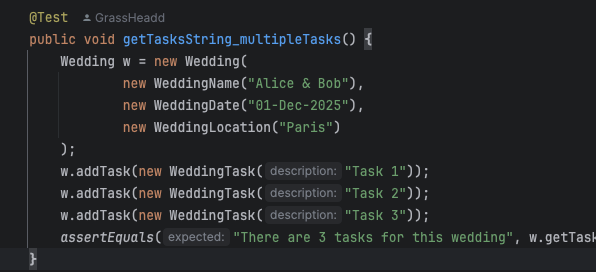 @Test GrassHeadd
public void getTasksString_multipleTasks() {
Wedding w = new Wedding(
new WeddingName("Alice & Bob"),
new WeddingDate("01-Dec-2025"),
new WeddingLocation("Paris")
);
w.addTask(new WeddingTask( description: "Task 1"));
w.addTask(new WeddingTask( description: "Task 2"));
w.addTask(new WeddingTask( description: "Task 3"));
assertEquals( expected: "There are 3 tasks for this wedding", w.getTask
}